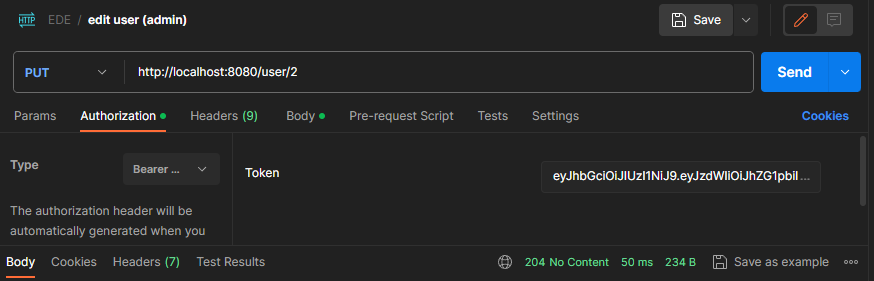 HTTP EDE / edit user (admin) Save
PUT http://localhost:8080/user/2 Send
Params Authorization Headers (9) Body Pre-request Script Tests Settings Cookies
Type Bearer ... Token eyJhbGciOiJIUzI1NiJ9.eyJzdWIiOiJhZG1pbiI...
The authorization header will be
automatically generated when you
Body Cookies Headers (7) Test Results 204 No Content 50 ms 234 B Save as example